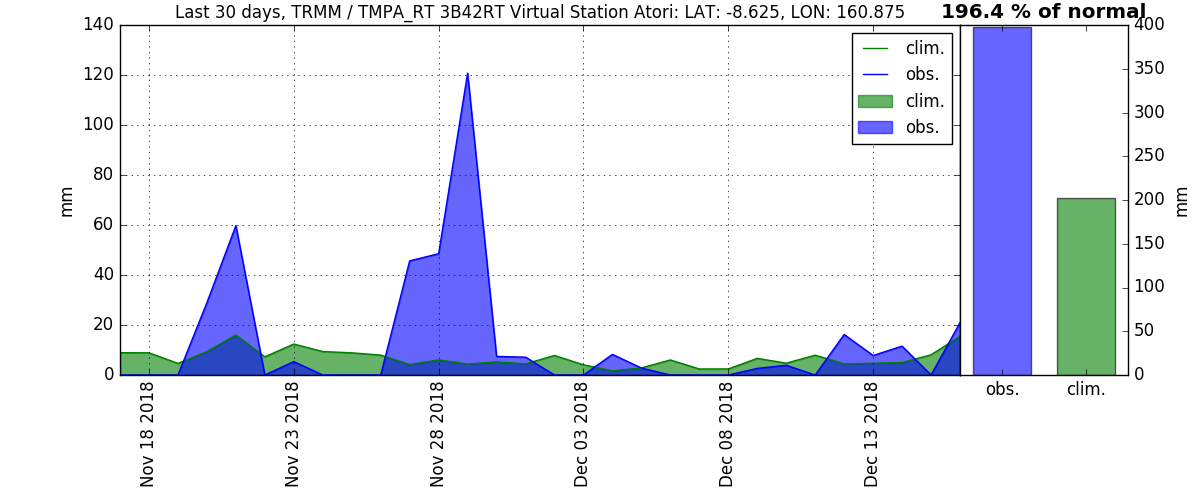 Last 30 days, TRMM / TMPA_RT 3B42RT Virtual Station Atori: LAT: -8.625, LON: 160.875
196.4 % of normal
140
120
100
80
60
40
20
0
mm
clim.
obs.
clim.
obs.
400
350
300
250
200
150
100
50
0
mm
obs.
clim.
Nov 18 2018
Nov 23 2018
Nov 28 2018
Dec 03 2018
Dec 08 2018
Dec 13 2018